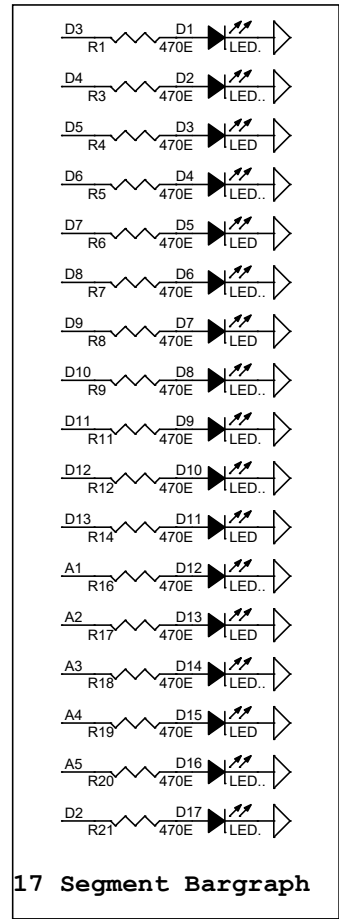 D3 D1
R1 470E LED.
D4 D2
R3 470E LED..
D5 D3
R4 470E LED
D6 D4
R5 470E LED..
D7 D5
R6 470E LED
D8 D6
R7 470E LED..
D9 D7
R8 470E LED
D10 D8
R9 470E LED..
D11 D9
R11 470E LED.
D12 D10
R12 470E LED..
D13 D11
R14 470E LED
A1 D12
R16 470E LED..
A2 D13
R17 470E LED
A3 D14
R18 470E LED..
A4 D15
R19 470E LED
A5 D16
R20 470E LED..
D2 D17
R21 470E LED.
17 Segment Bargraph